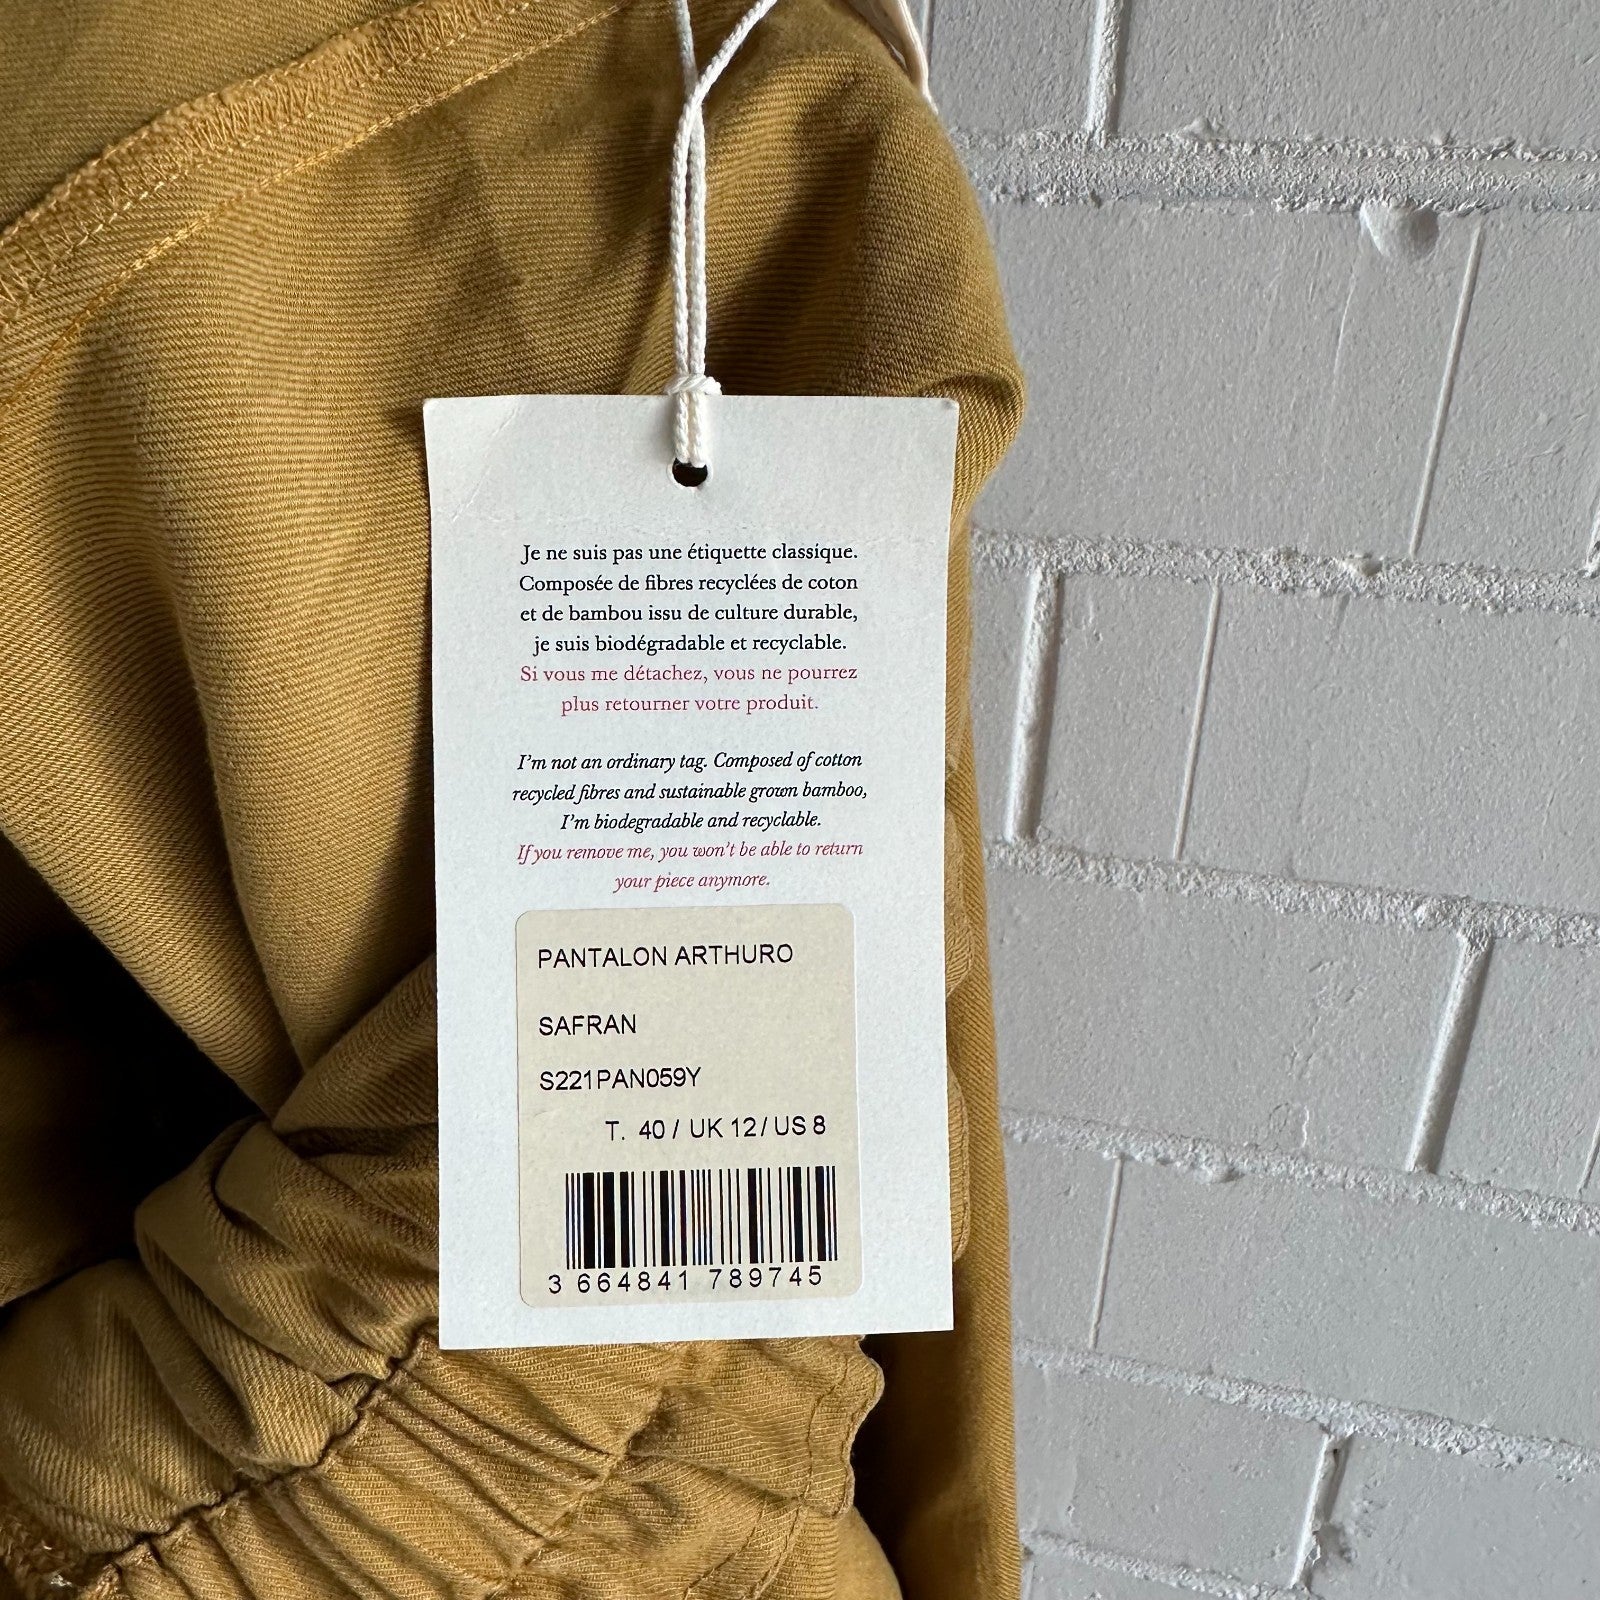 Je ne suis pas une étiquette classique.
Composée de fibres recyclées de coton
et de bambou issu de culture durable,
je suis biodégradable et recyclable.
Si vous me détachez, vous ne pourrez
plus retourner votre produit.
I'm not an ordinary tag. Composed of cotton
recycled fibres and sustainable grown bamboo,
I'm biodegradable and recyclable.
If you remove me, you won't be able to return
your piece anymore.
PANTALON ARTHURO
SAFRAN
S221PAN059Y
T. 40 / UK 12 / US 8
3 664841 789745